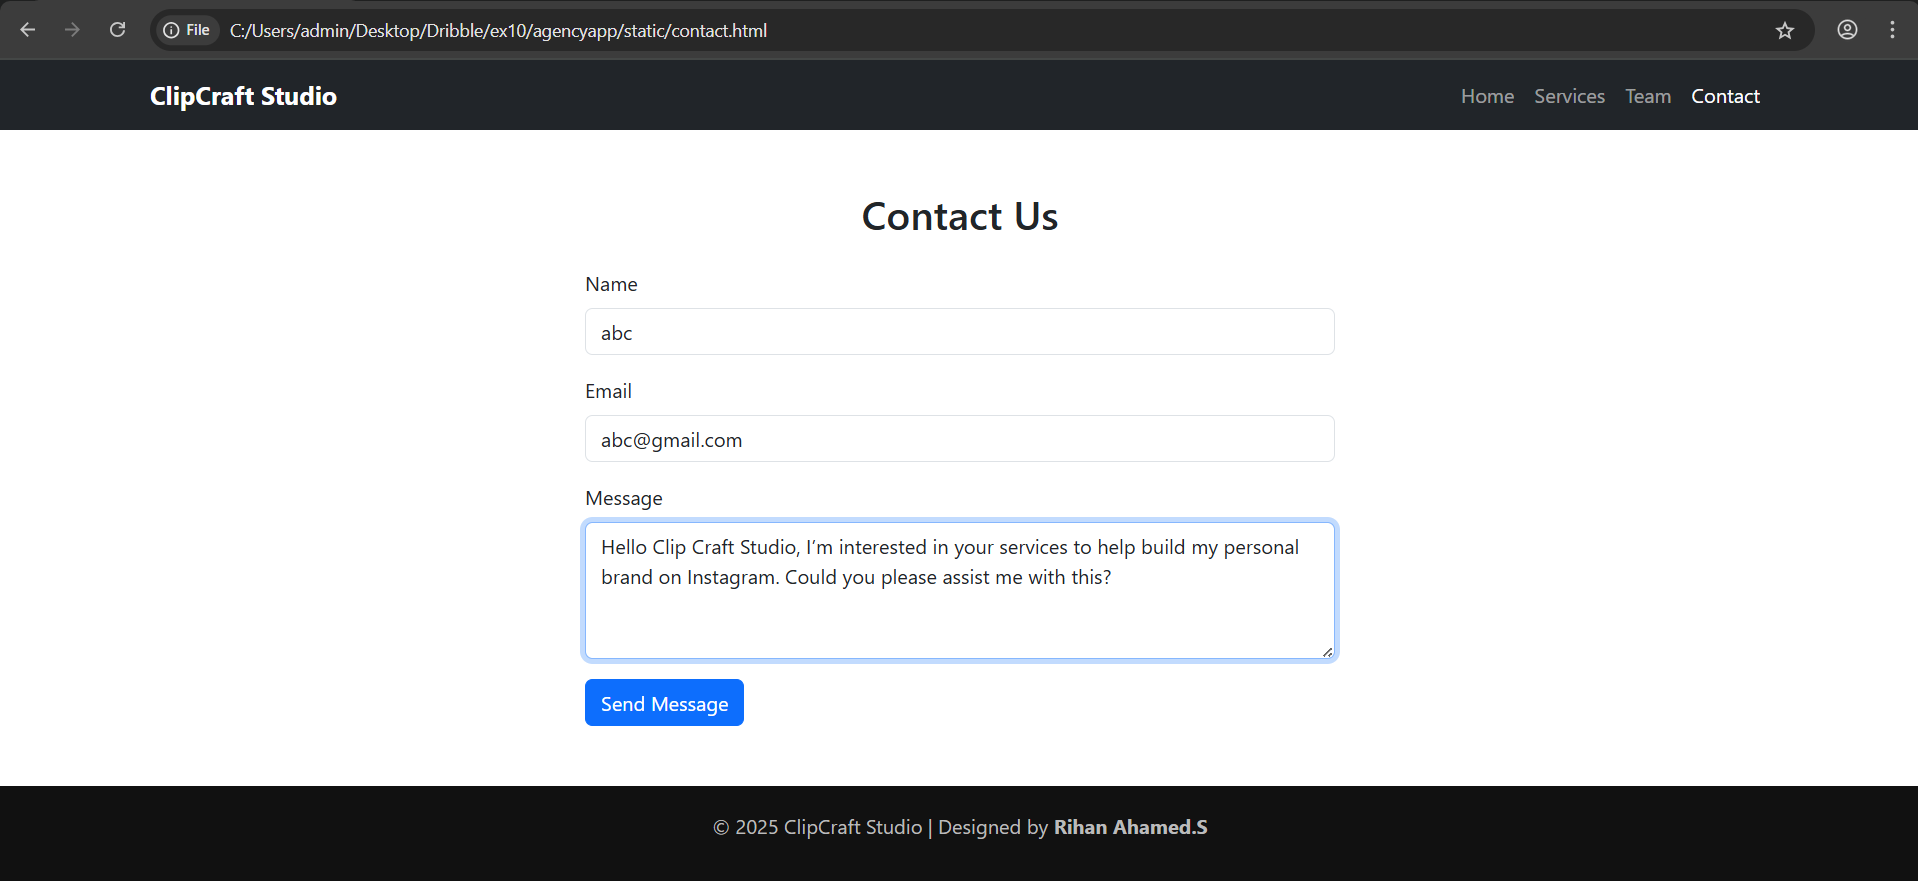 File C:/Users/admin/Desktop/Dribble/ex10/agencyapp/static/contact.html
ClipCraft Studio Home Services Team Contact
Contact Us
Name
abc
Email
abc@gmail.com
Message
Hello Clip Craft Studio, I’m interested in your services to help build my personal
brand on Instagram. Could you please assist me with this?
Send Message
© 2025 ClipCraft Studio | Designed by Rihan Ahamed.S